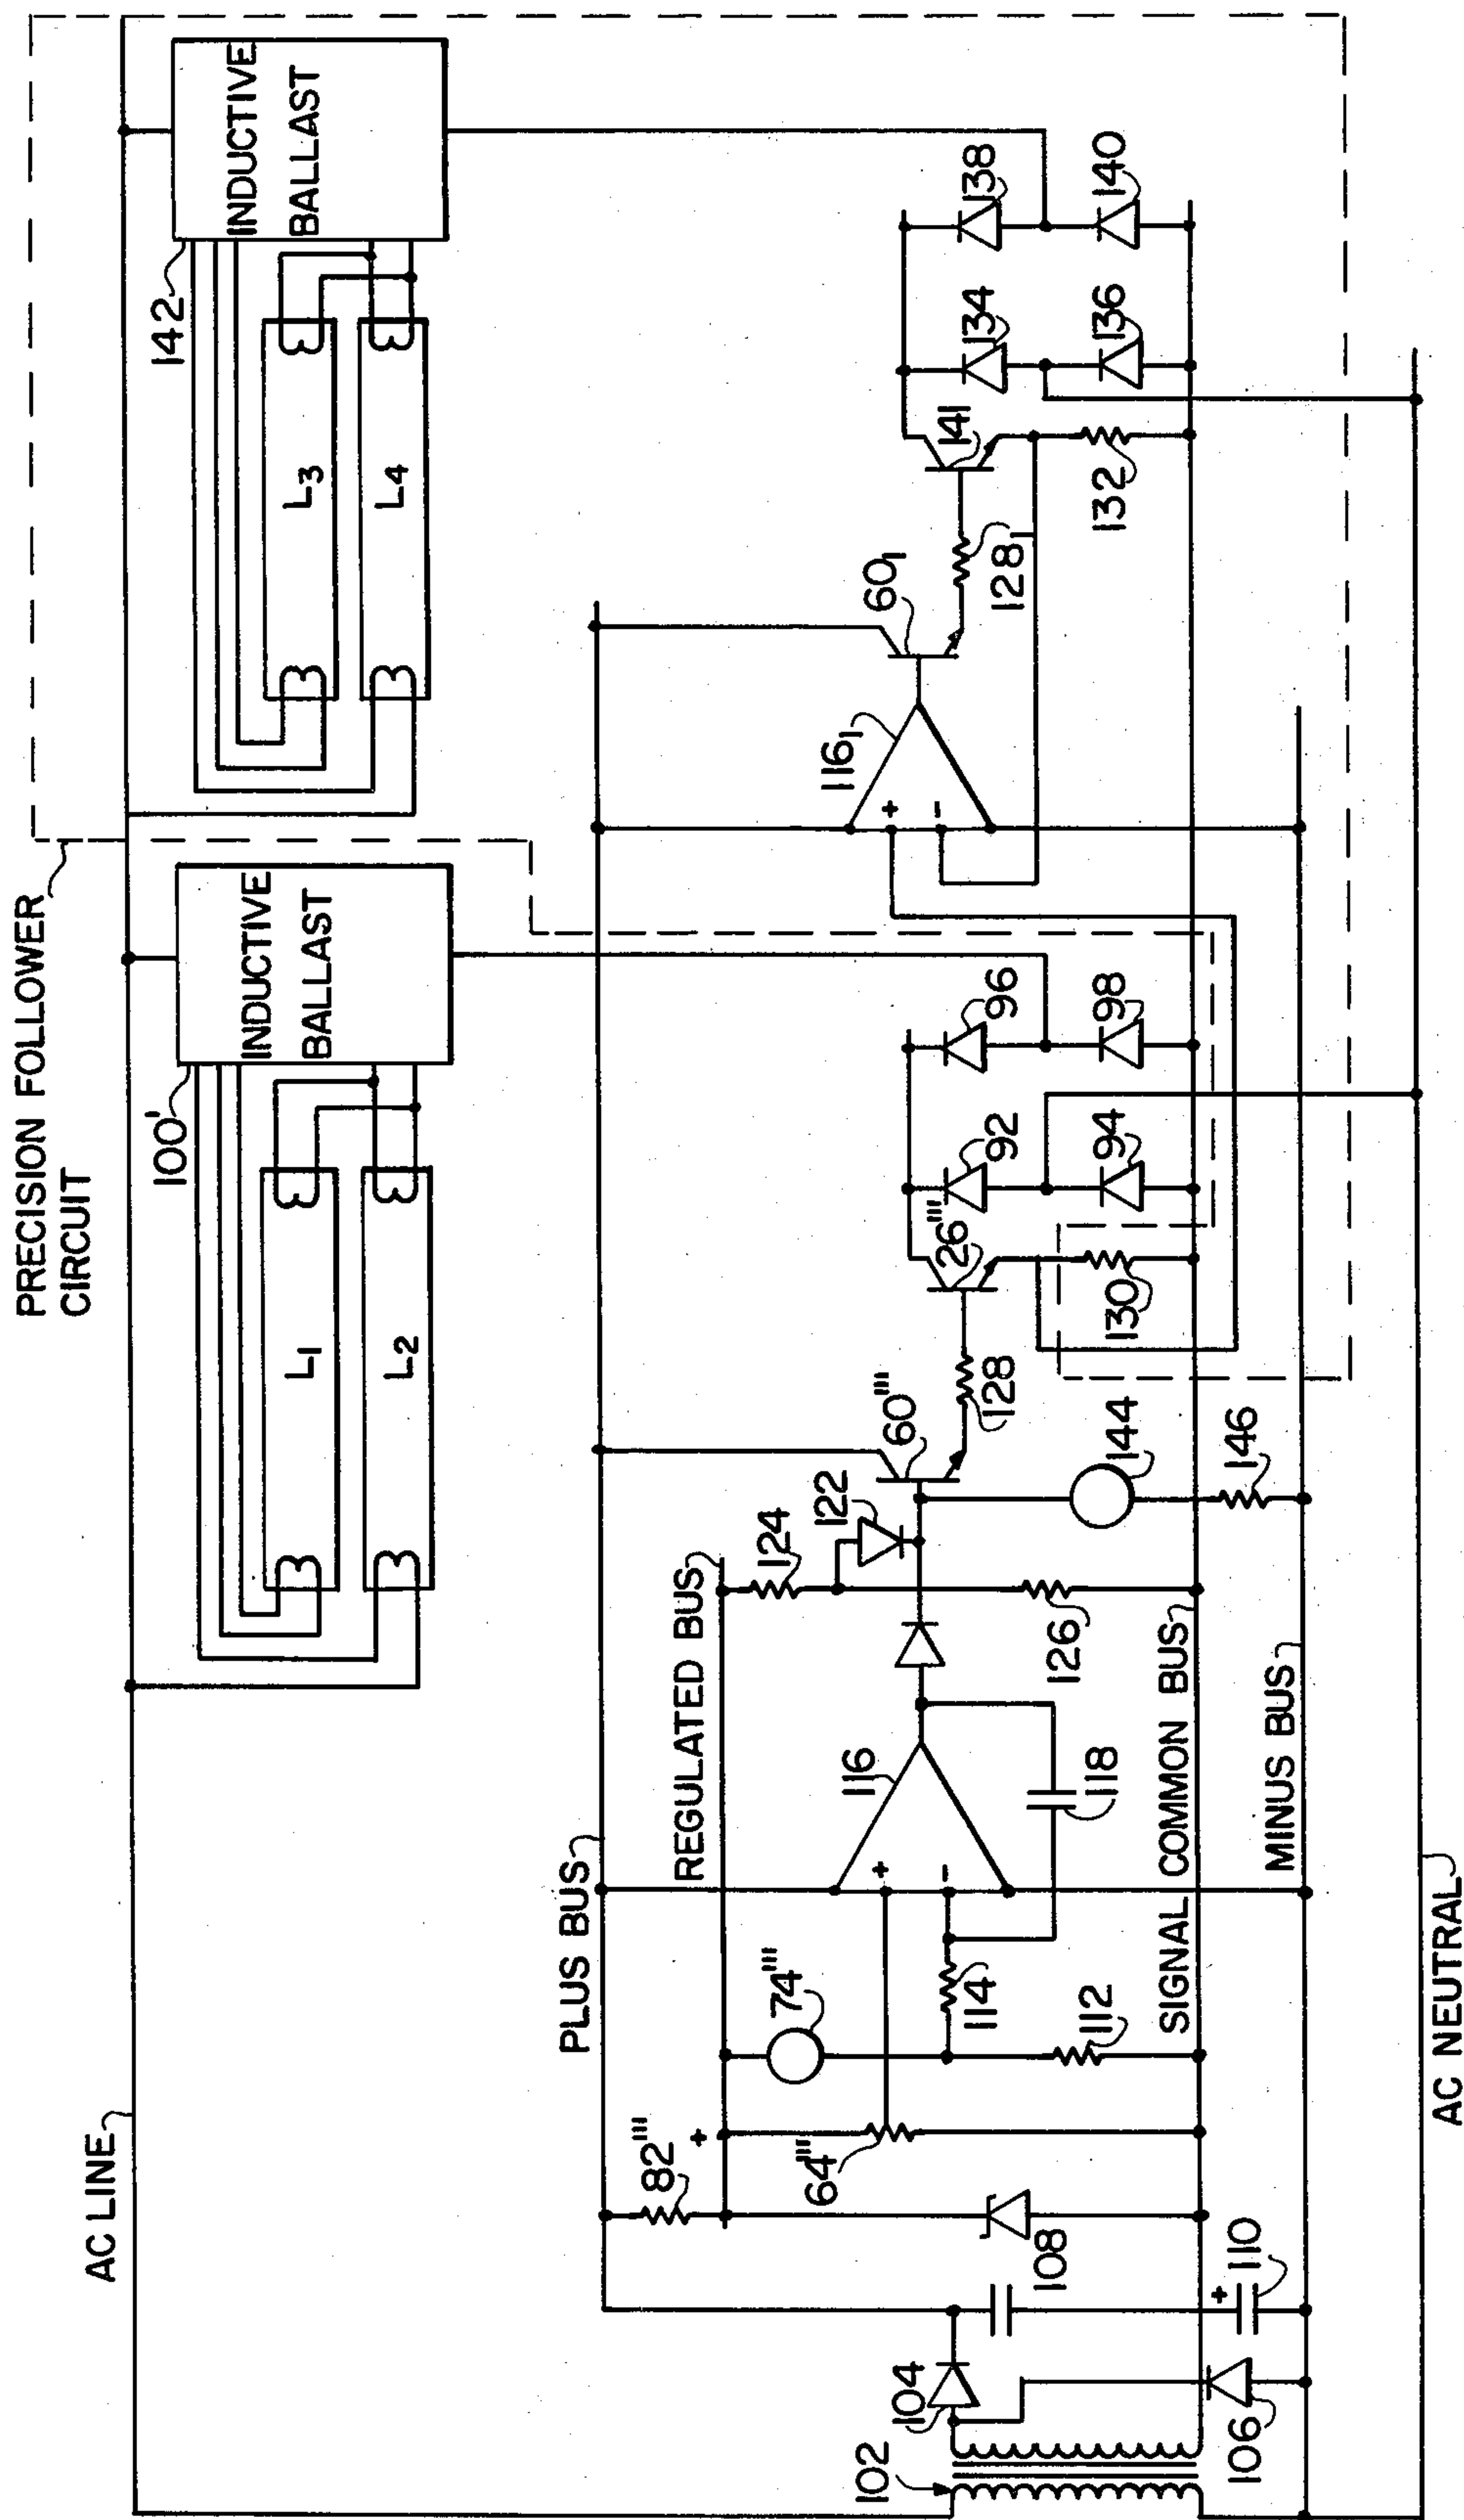 PRECISION FOLLOWER
CIRCUIT
AC LINE
100'
INDUCTIVE
BALLAST
L1
L2
142
INDUCTIVE
BALLAST
L3
L4
PLUS BUS
REGULATED BUS
82'''
+
64'''
74'''
114
112
116
+
-
118
124
122
126
60'''
128
26'''
92
96
94
98
130
144
146
116₁
+
-
60₁
128₁
141
134
138
136
140
132
102
104
106
108
110
+
SIGNAL COMMON BUS
MINUS BUS
AC NEUTRAL